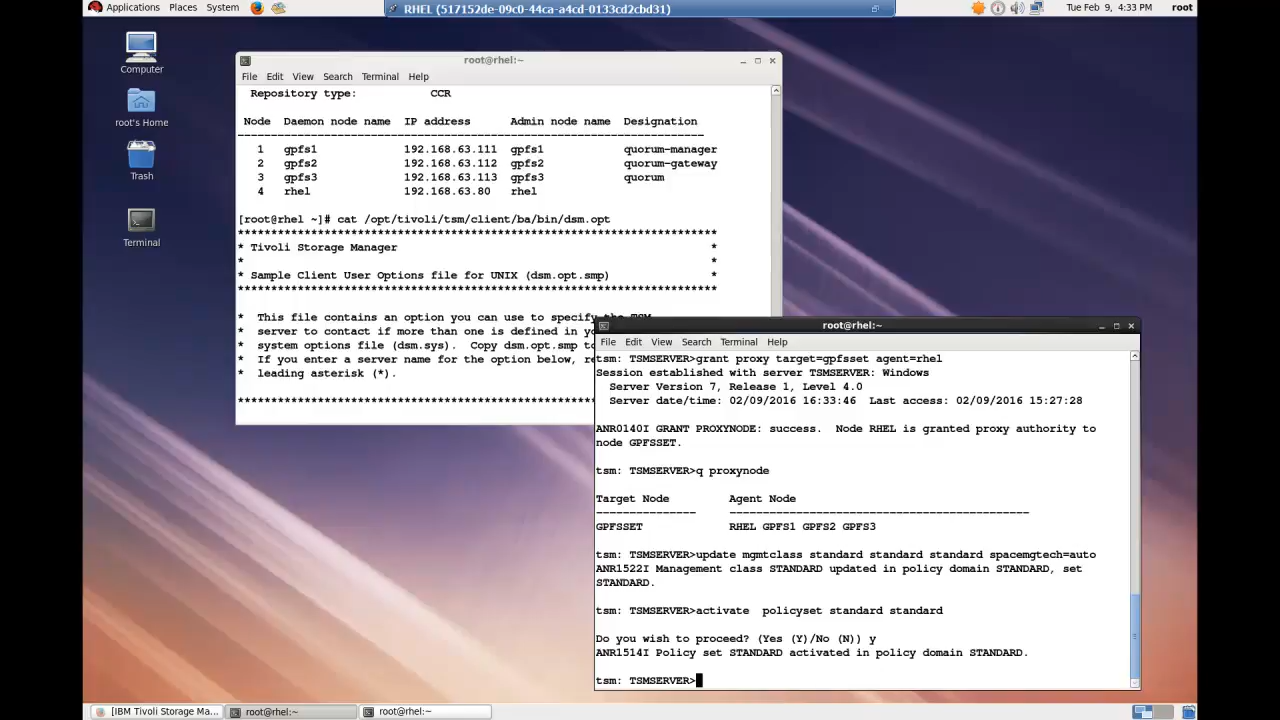 Applications Places System
RHEL (517152de-09c0-44ca-a4cd-0133cd2cbd31)
Tue Feb 9, 4:33 PM root
Computer
root's Home
Trash
Terminal
root@rhel:~
File Edit View Search Terminal Help
Repository type: CCR
Node Daemon node name IP address Admin node name Designation
----------------------------------------------------------------------
1 gpfs1 192.168.63.111 gpfs1 quorum-manager
2 gpfs2 192.168.63.112 gpfs2 quorum-gateway
3 gpfs3 192.168.63.113 gpfs3 quorum
4 rhel 192.168.63.80 rhel
[root@rhel ~]# cat /opt/tivoli/tsm/client/ba/bin/dsm.opt
************************************************************************
* Tivoli Storage Manager *
* *
* Sample Client User Options file for UNIX (dsm.opt.smp) *
************************************************************************
* This file contains an option you can use to specify the TSM
* server to contact if more than one is defined in yo
* system options file (dsm.sys). Copy dsm.opt.smp to
* If you enter a server name for the option below, re
* leading asterisk (*).
******************************************************
root@rhel:~
File Edit View Search Terminal Help
tsm: TSMSERVER>grant proxy target=gpfsset agent=rhel
Session established with server TSMSERVER: Windows
Server Version 7, Release 1, Level 4.0
Server date/time: 02/09/2016 16:33:46 Last access: 02/09/2016 15:27:28
ANR0140I GRANT PROXYNODE: success. Node RHEL is granted proxy authority to
node GPFSSET.
tsm: TSMSERVER>q proxynode
Target Node Agent Node
--------------- ---------------------------------------------
GPFSSET RHEL GPFS1 GPFS2 GPFS3
tsm: TSMSERVER>update mgmtclass standard standard standard spacemgtech=auto
ANR1522I Management class STANDARD updated in policy domain STANDARD, set
STANDARD.
tsm: TSMSERVER>activate policyset standard standard
Do you wish to proceed? (Yes (Y)/No (N)) y
ANR1514I Policy set STANDARD activated in policy domain STANDARD.
tsm: TSMSERVER>
[IBM Tivoli Storage Ma... root@rhel:~ root@rhel:~